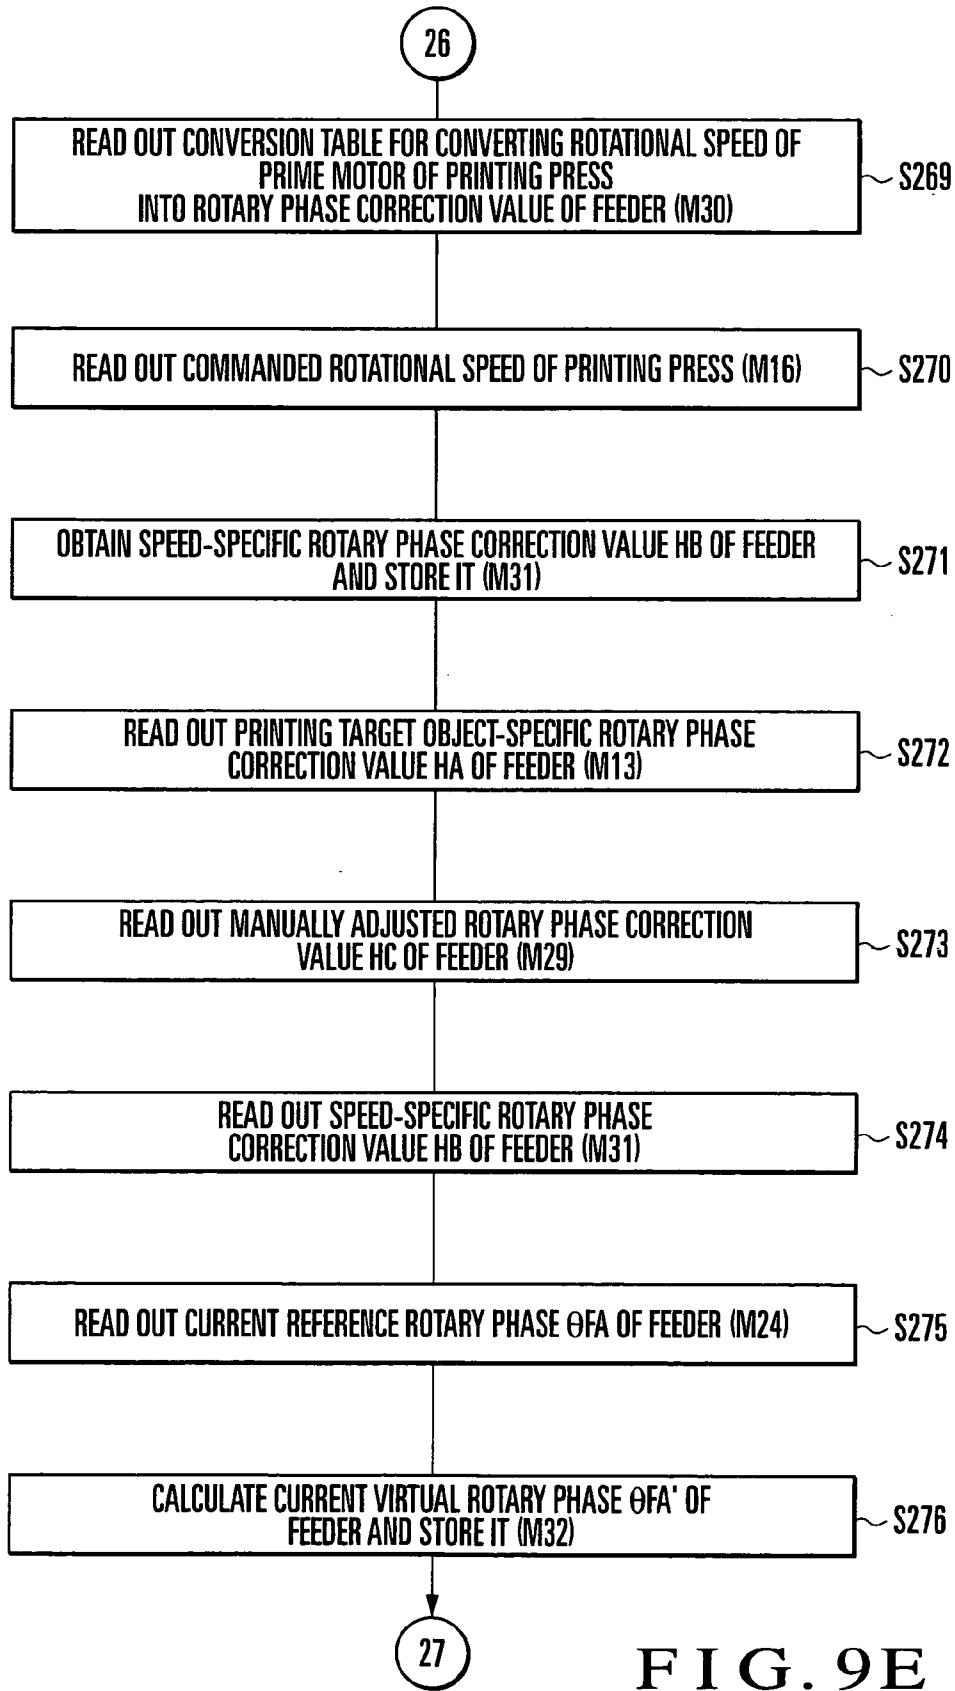 26
READ OUT CONVERSION TABLE FOR CONVERTING ROTATIONAL SPEED OF
PRIME MOTOR OF PRINTING PRESS
INTO ROTARY PHASE CORRECTION VALUE OF FEEDER (M30)
S269
READ OUT COMMANDED ROTATIONAL SPEED OF PRINTING PRESS (M16)
S270
OBTAIN SPEED-SPECIFIC ROTARY PHASE CORRECTION VALUE HB OF FEEDER
AND STORE IT (M31)
S271
READ OUT PRINTING TARGET OBJECT-SPECIFIC ROTARY PHASE
CORRECTION VALUE HA OF FEEDER (M13)
S272
READ OUT MANUALLY ADJUSTED ROTARY PHASE CORRECTION
VALUE HC OF FEEDER (M29)
S273
READ OUT SPEED-SPECIFIC ROTARY PHASE
CORRECTION VALUE HB OF FEEDER (M31)
S274
READ OUT CURRENT REFERENCE ROTARY PHASE θFA OF FEEDER (M24)
S275
CALCULATE CURRENT VIRTUAL ROTARY PHASE θFA' OF
FEEDER AND STORE IT (M32)
S276
27
FIG. 9E